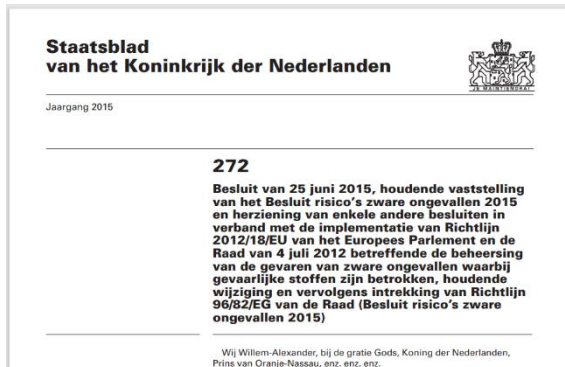 Staatsblad
van het Koninkrijk der Nederlanden
JE MAINTIENDRAI
Jaargang 2015
272
Besluit van 25 juni 2015, houdende vaststelling
van het Besluit risico's zware ongevallen 2015
en herziening van enkele andere besluiten in
verband met de implementatie van Richtlijn
2012/18/EU van het Europees Parlement en de
Raad van 4 juli 2012 betreffende de beheersing
van de gevaren van zware ongevallen waarbij
gevaarlijke stoffen zijn betrokken, houdende
wijziging en vervolgens intrekking van Richtlijn
96/82/EG van de Raad (Besluit risico's zware
ongevallen 2015)
Wij Willem-Alexander, bij de gratie Gods, Koning der Nederlanden,
Prins van Oranje-Nassau, enz. enz. enz.